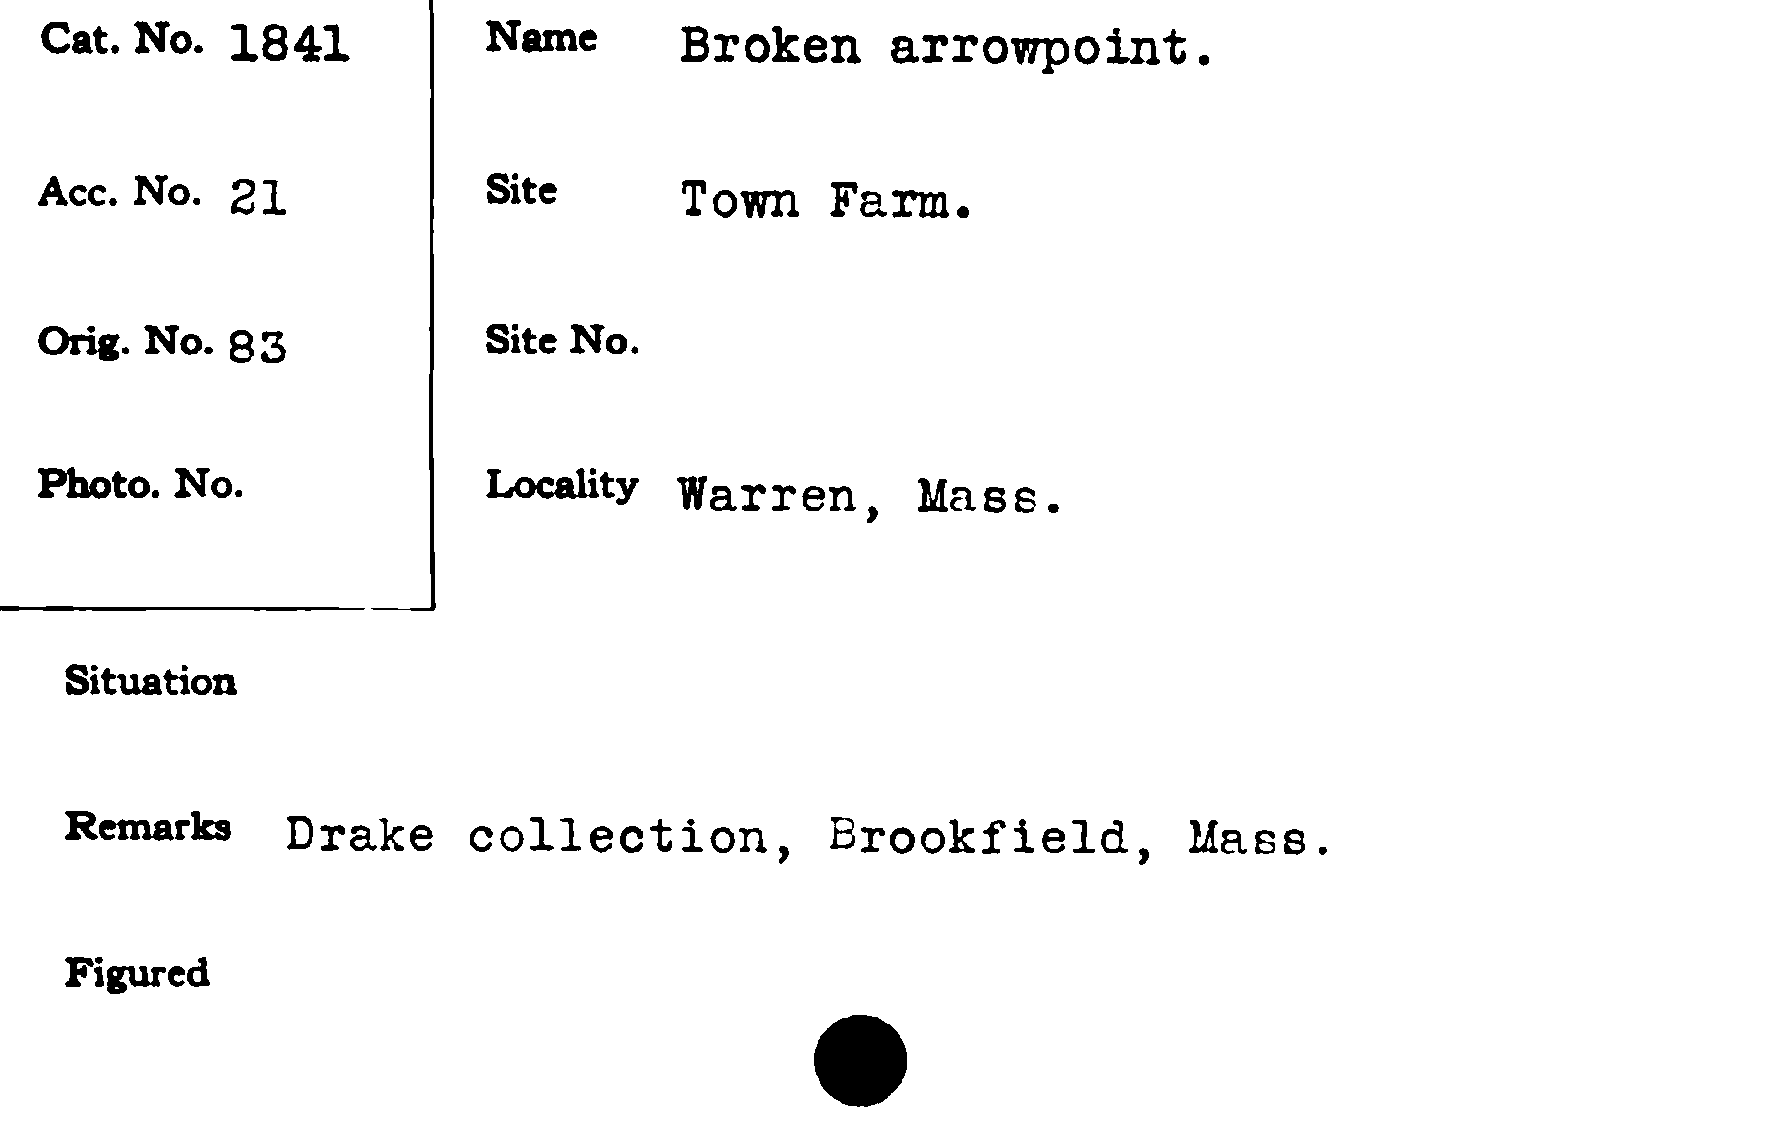 Cat. No. 1841
Acc. No. 21
Orig. No. 83
Photo. No.
Name Broken arrowpoint.
Site Town Farm.
Site No.
Locality Warren, Mass.
Situation
Remarks Drake collection, Brookfield, Mass.
Figured